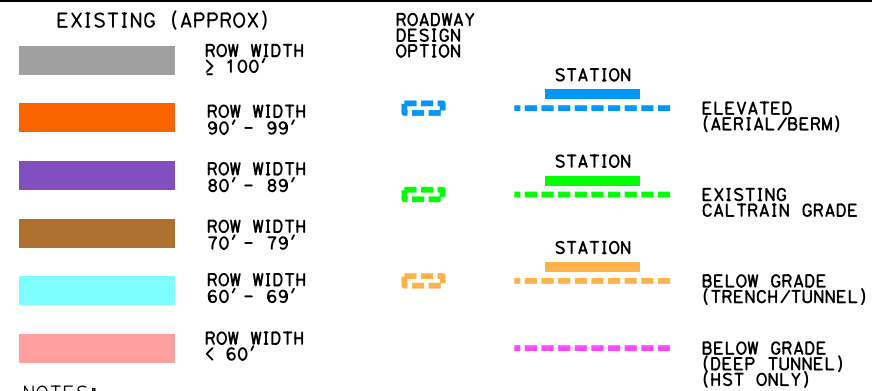 EXISTING (APPROX)
ROW WIDTH
≥ 100'
ROW WIDTH
90' - 99'
ROW WIDTH
80' - 89'
ROW WIDTH
70' - 79'
ROW WIDTH
60' - 69'
ROW WIDTH
< 60'
NOTES:
ROADWAY
DESIGN
OPTION
STATION
ELEVATED
(AERIAL/BERM)
STATION
EXISTING
CALTRAIN GRADE
STATION
BELOW GRADE
(TRENCH/TUNNEL)
BELOW GRADE
(DEEP TUNNEL)
(HST ONLY)